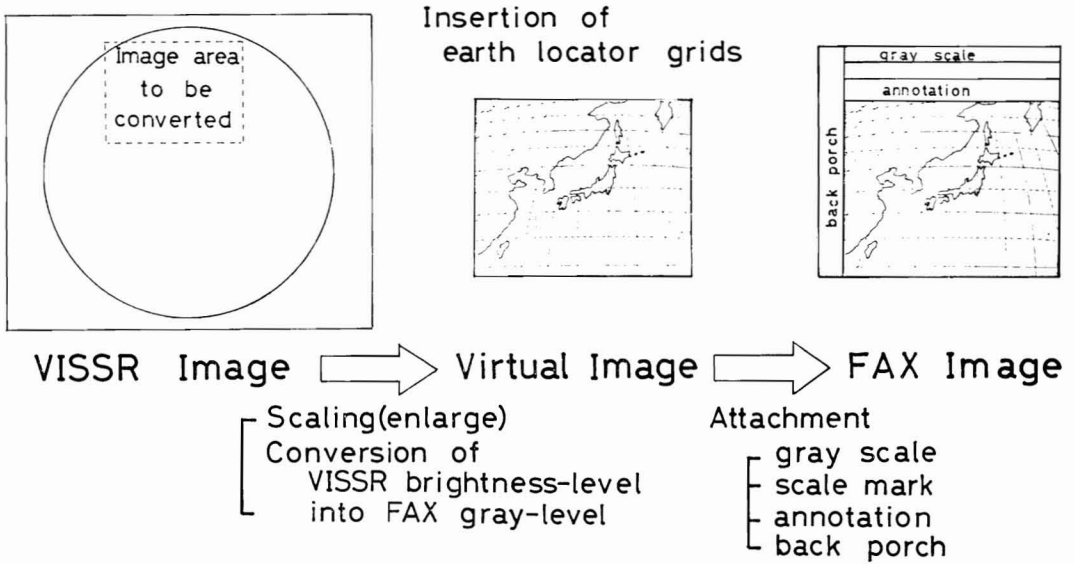 Image area
to be
converted
Insertion of
earth locator grids
gray scale
annotation
back porch
VISSR Image
Virtual Image
FAX Image
Scaling(enlarge)
Conversion of
VISSR brightness-level
into FAX gray-level
Attachment
gray scale
scale mark
annotation
back porch